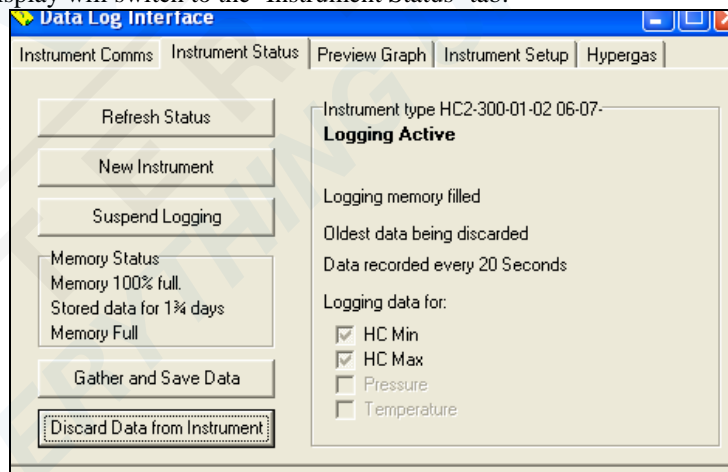 display will switch to the 'Instrument Status' tab.
Data Log Interface
Instrument Comms Instrument Status Preview Graph Instrument Setup Hypergas
Refresh Status
New Instrument
Suspend Logging
Memory Status
Memory 100% full.
Stored data for 1¾ days
Memory Full
Gather and Save Data
Discard Data from Instrument
Instrument type HC2-300-01-02 06-07-
Logging Active
Logging memory filled
Oldest data being discarded
Data recorded every 20 Seconds
Logging data for:
HC Min
HC Max
Pressure
Temperature